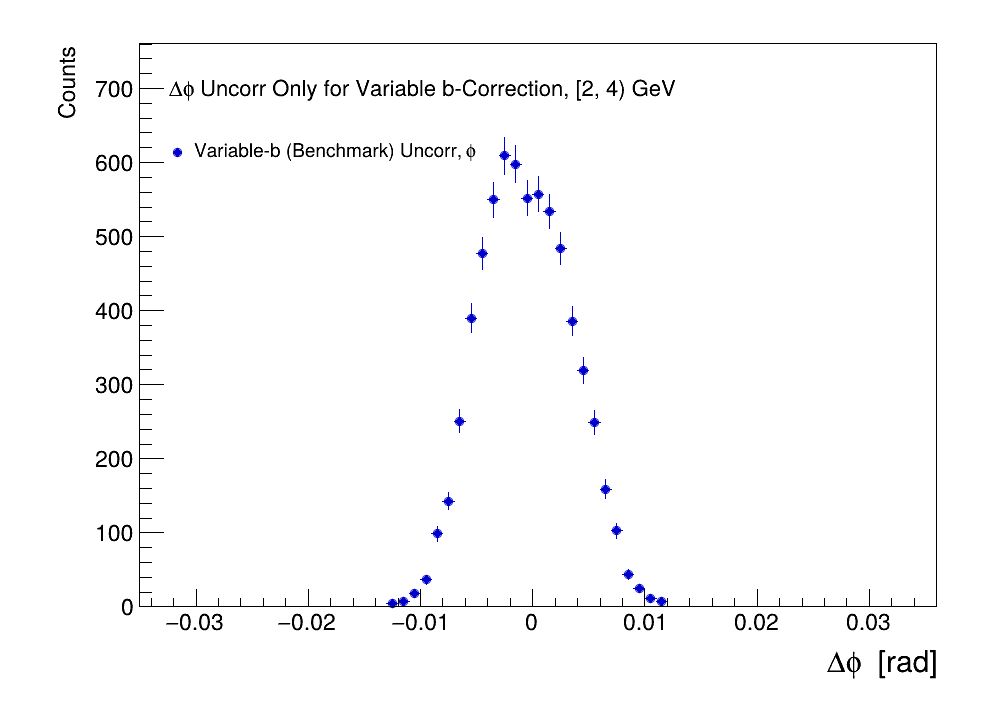 Counts
Δϕ Uncorr Only for Variable b-Correction, [2, 4) GeV
Variable-b (Benchmark) Uncorr, ϕ
700
600
500
400
300
200
100
0
−0.03 −0.02 −0.01 0 0.01 0.02 0.03
Δϕ [rad]